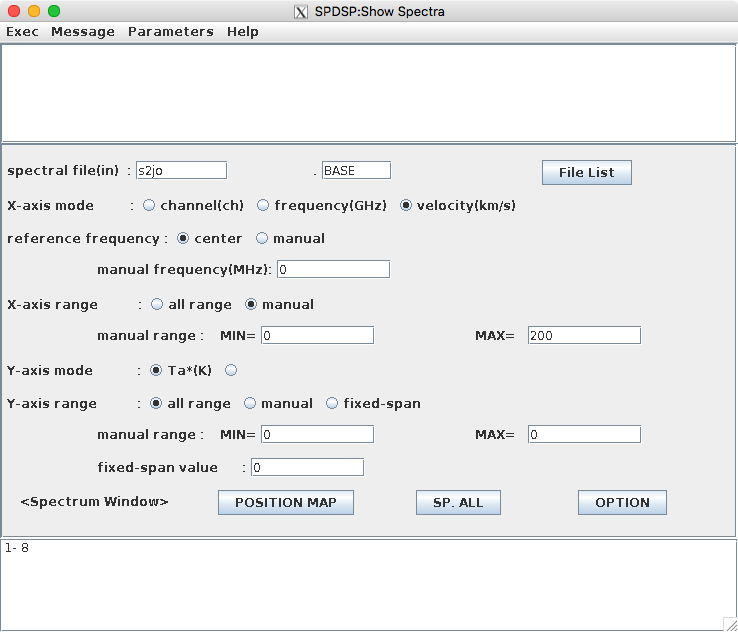 SPDSP:Show Spectra
Exec Message Parameters Help
spectral file(in) : s2jo . BASE File List
X-axis mode : channel(ch) frequency(GHz) velocity(km/s)
reference frequency : center manual
manual frequency(MHz): 0
X-axis range : all range manual
manual range : MIN= 0 MAX= 200
Y-axis mode : Ta*(K)
Y-axis range : all range manual fixed-span
manual range : MIN= 0 MAX= 0
fixed-span value : 0
<Spectrum Window> POSITION MAP SP. ALL OPTION
1- 8